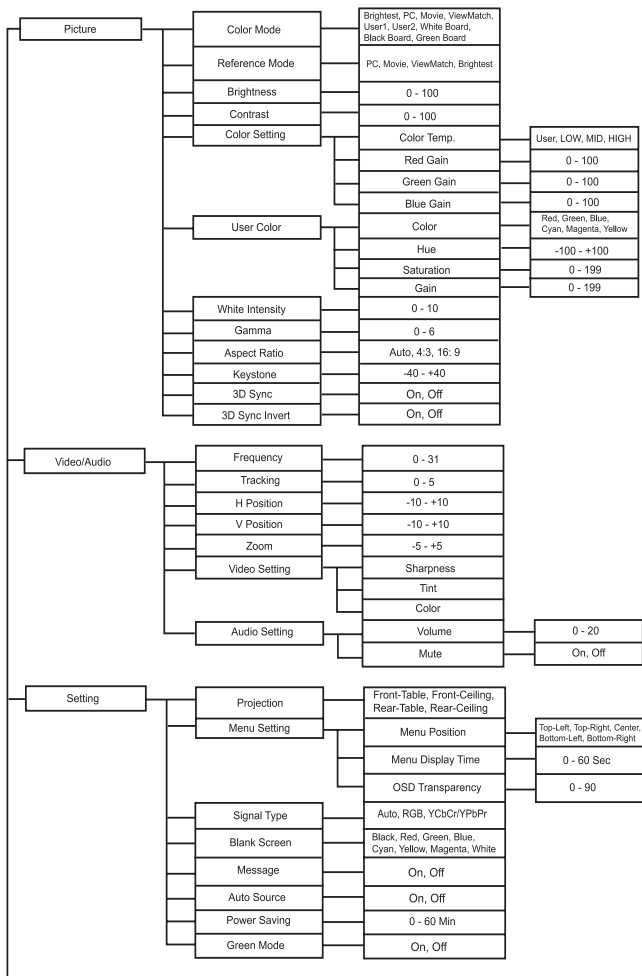 Picture
Color Mode
Brightest, PC, Movie, ViewMatch,
User1, User2, White Board,
Black Board, Green Board
Reference Mode
PC, Movie, ViewMatch, Brightest
Brightness
0 - 100
Contrast
0 - 100
Color Setting
Color Temp.
User, LOW, MID, HIGH
Red Gain
0 - 100
Green Gain
0 - 100
Blue Gain
0 - 100
User Color
Color
Red, Green, Blue,
Cyan, Magenta, Yellow
Hue
-100 - +100
Saturation
0 - 199
Gain
0 - 199
White Intensity
0 - 10
Gamma
0 - 6
Aspect Ratio
Auto, 4:3, 16: 9
Keystone
-40 - +40
3D Sync
On, Off
3D Sync Invert
On, Off
Video/Audio
Frequency
0 - 31
Tracking
0 - 5
H Position
-10 - +10
V Position
-10 - +10
Zoom
-5 - +5
Video Setting
Sharpness
Tint
Color
Audio Setting
Volume
0 - 20
Mute
On, Off
Setting
Projection
Front-Table, Front-Ceiling,
Rear-Table, Rear-Ceiling
Menu Setting
Menu Position
Top-Left, Top-Right, Center,
Bottom-Left, Bottom-Right
Menu Display Time
0 - 60 Sec
OSD Transparency
0 - 90
Signal Type
Auto, RGB, YCbCr/YPbPr
Blank Screen
Black, Red, Green, Blue,
Cyan, Yellow, Magenta, White
Message
On, Off
Auto Source
On, Off
Power Saving
0 - 60 Min
Green Mode
On, Off